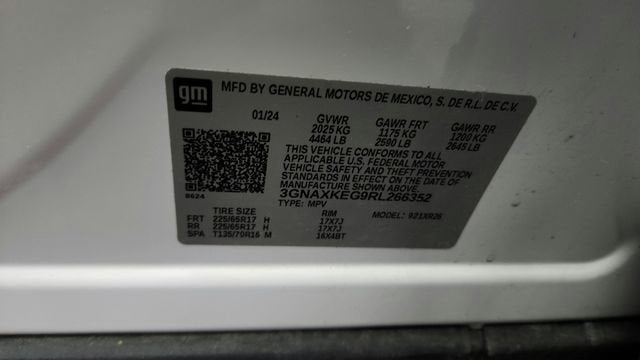 gm
MFD BY GENERAL MOTORS DE MEXICO, S. DE R.L. DE C.V.
01/24 GVWR GAWR FRT GAWR RR
2025 KG 1175 KG 1200 KG
4464 LB 2590 LB 2645 LB
THIS VEHICLE CONFORMS TO ALL
APPLICABLE U.S. FEDERAL MOTOR
VEHICLE SAFETY AND THEFT PREVENTION
STANDARDS IN EFFECT ON THE DATE
OF MANUFACTURE SHOWN ABOVE.
3GNAXKEG9RL266352
8624
TYPE: MPV MODEL: 921XR26
TIRE SIZE RIM
FRT 225/65R17 H 17X7J
RR 225/65R17 H 17X7J
SPA T135/70R16 M 16X4BT